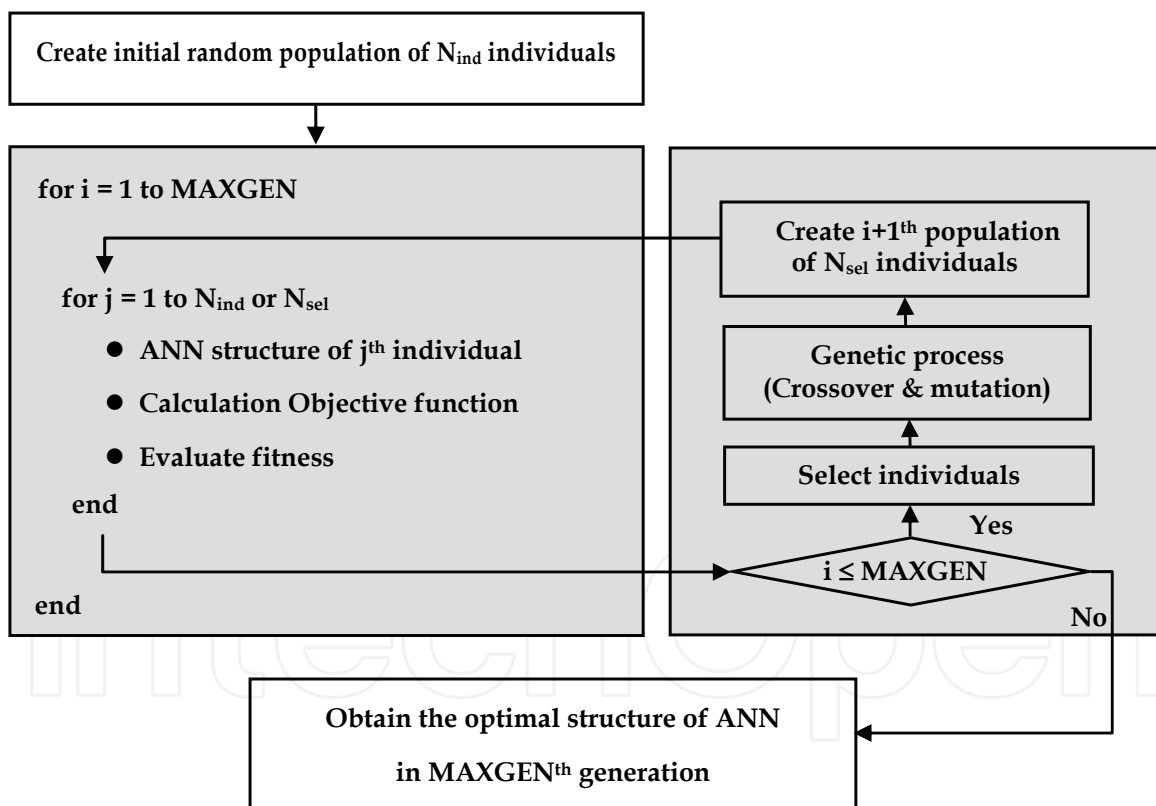 Create initial random population of Nind individuals
for i = 1 to MAXGEN
for j = 1 to Nind or Nsel
● ANN structure of jth individual
● Calculation Objective function
● Evaluate fitness
end
end
Create i+1th population
of Nsel individuals
Genetic process
(Crossover & mutation)
Select individuals
Yes
i ≤ MAXGEN
No
Obtain the optimal structure of ANN
in MAXGENth generation
intechopen